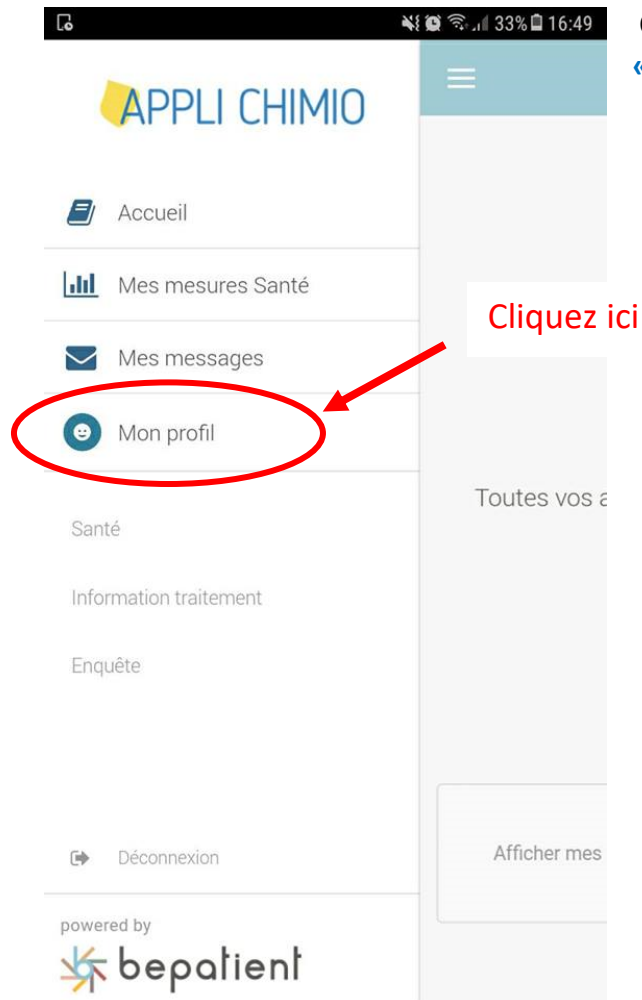 33% 16:49
«
APPLI CHIMIO
Accueil
Mes mesures Santé
Cliquez ici
Mes messages
Mon profil
Toutes vos a
Santé
Information traitement
Enquête
Afficher mes
Déconnexion
powered by
bepatient